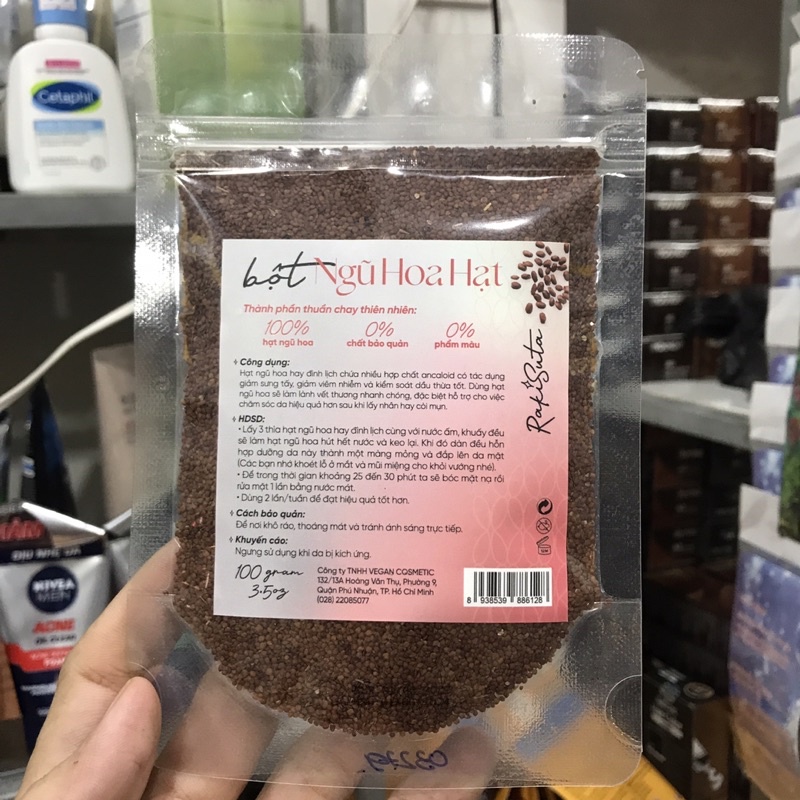 Cetaphil
bột Ngũ Hoa Hạt
Thành phần thuần chay thiên nhiên:
100% 0% 0%
hạt ngũ hoa chất bảo quản phẩm màu
RakiSuta
Công dụng:
Hạt ngũ hoa hay đình lịch chứa nhiều hợp chất ancaloid có tác dụng
giảm sưng tấy, giảm viêm nhiễm và kiểm soát dầu thừa tốt. Dùng hạt
ngũ hoa sẽ làm lành vết thương nhanh chóng, đặc biệt hỗ trợ cho việc
chăm sóc da hiệu quả hơn sau khi lấy nhân hay cồi mụn.
HDSD:
• Lấy 3 thìa hạt ngũ hoa hay đình lịch cùng với nước ấm, khuấy đều
sẽ làm hạt ngũ hoa hút hết nước và keo lại. Khi đó dàn đều hỗn
hợp dưỡng da này thành một màng mỏng và đắp lên da mặt
(Các bạn nhớ khoét lỗ ở mắt và mũi miệng cho khỏi vướng nhé).
• Để trong thời gian khoảng 25 đến 30 phút ta sẽ bóc mặt nạ rồi
rửa mặt 1 lần bằng nước mát.
• Dùng 2 lần/tuần để đạt hiệu quả tốt hơn.
Cách bảo quản:
Để nơi khô ráo, thoáng mát và tránh ánh sáng trực tiếp.
Khuyến cáo:
Ngưng sử dụng khi da bị kích ứng.
100 gram
3.5oz
Công ty TNHH VEGAN COSMETIC
132/13A Hoàng Văn Thụ, Phường 9,
Quận Phú Nhuận, TP. Hồ Chí Minh
(028) 22085077
8 938539 886128
NIVEA
MEN
ACNE